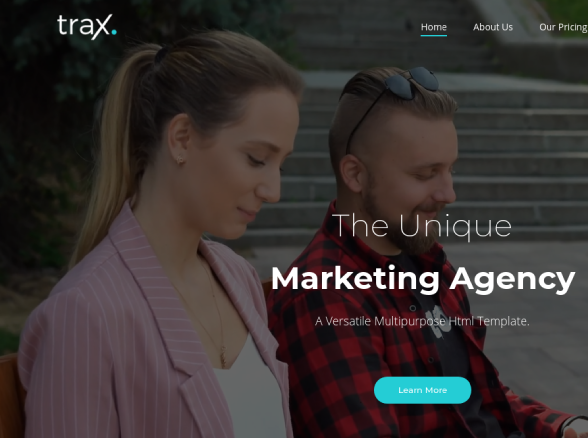 trax.
Home About Us Our Pricing
The Unique
Marketing Agency
A Versatile Multipurpose Html Template.
Learn More